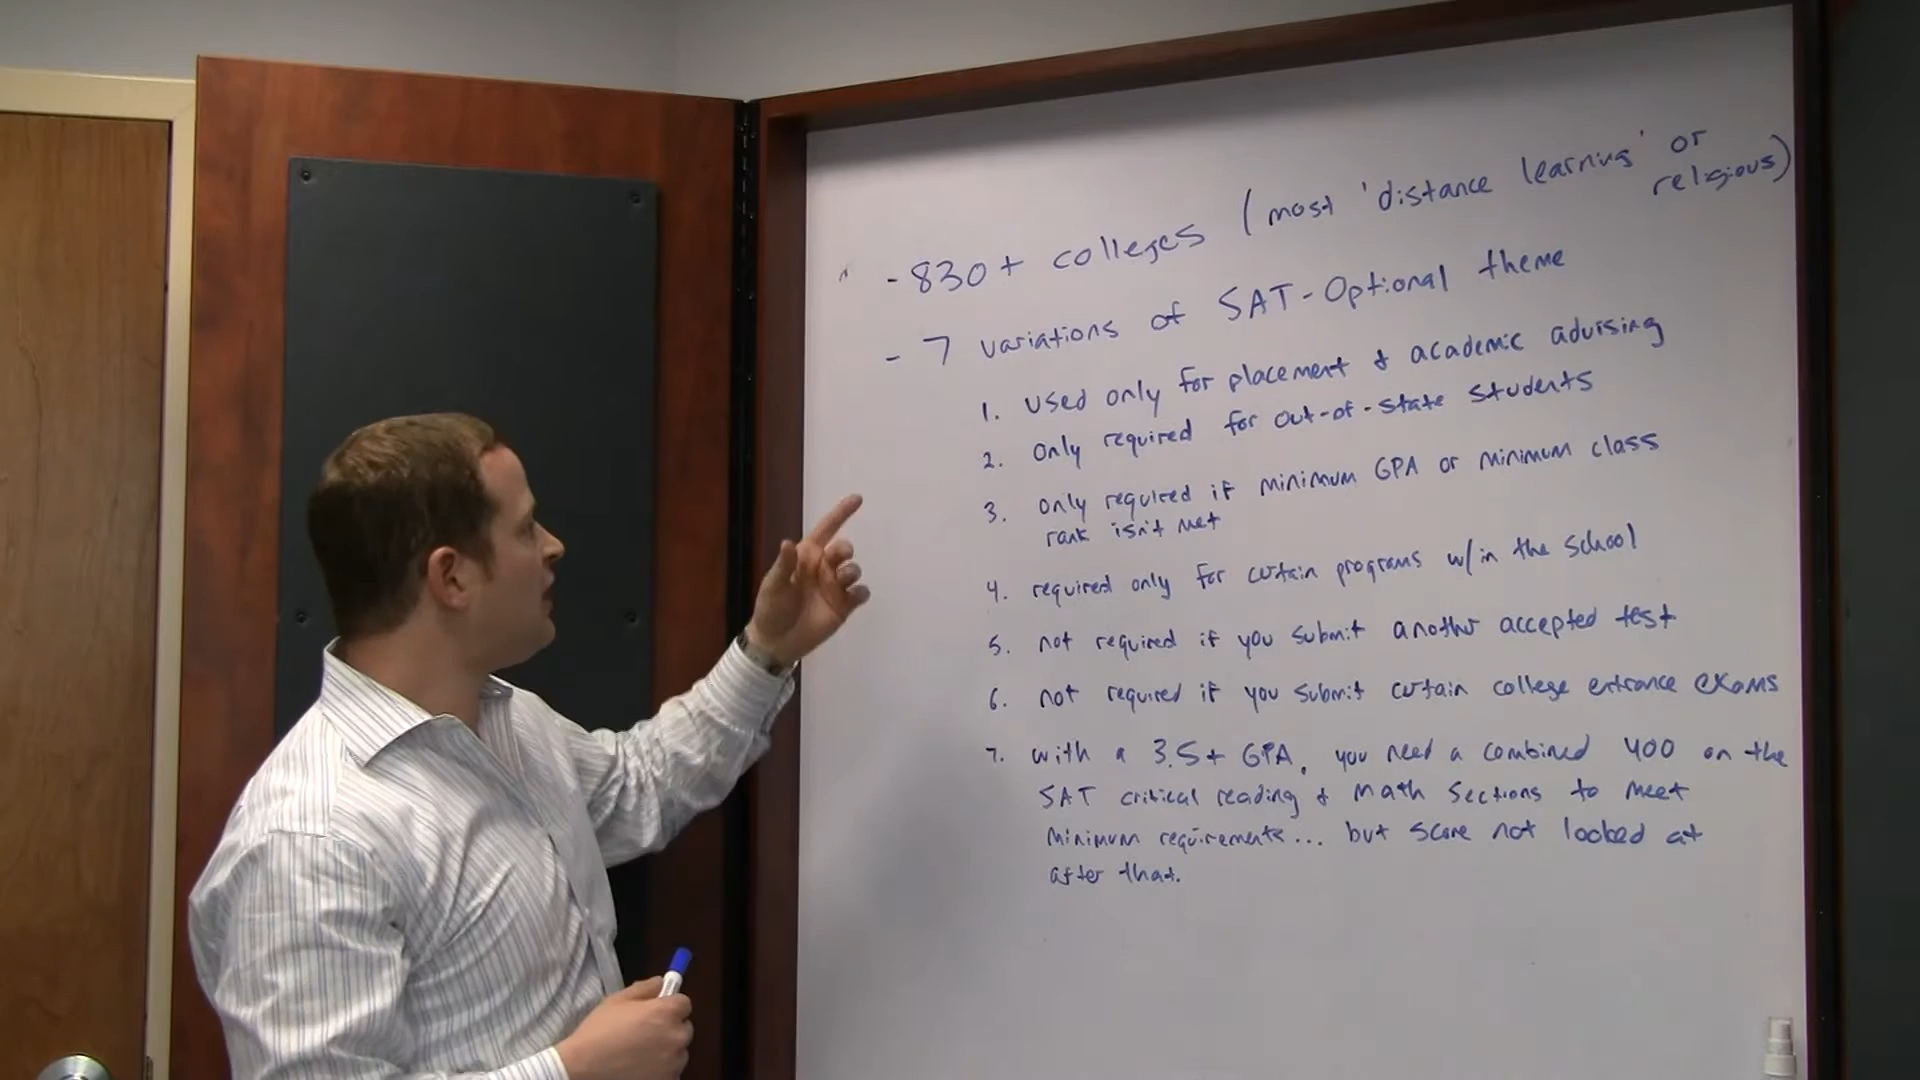 - 830+ colleges (most 'distance learning' or
religious)
- 7 variations of SAT-Optional theme
1. used only for placement & academic advising
2. only required for out-of-state students
3. only required if minimum GPA or minimum class
rank isn't met
4. required only for certain programs w/in the school
5. not required if you submit another accepted test
6. not required if you submit certain college entrance exams
7. with a 3.5+ GPA, you need a combined 400 on the
SAT critical reading & math sections to meet
minimum requirements... but score not looked at
after that.